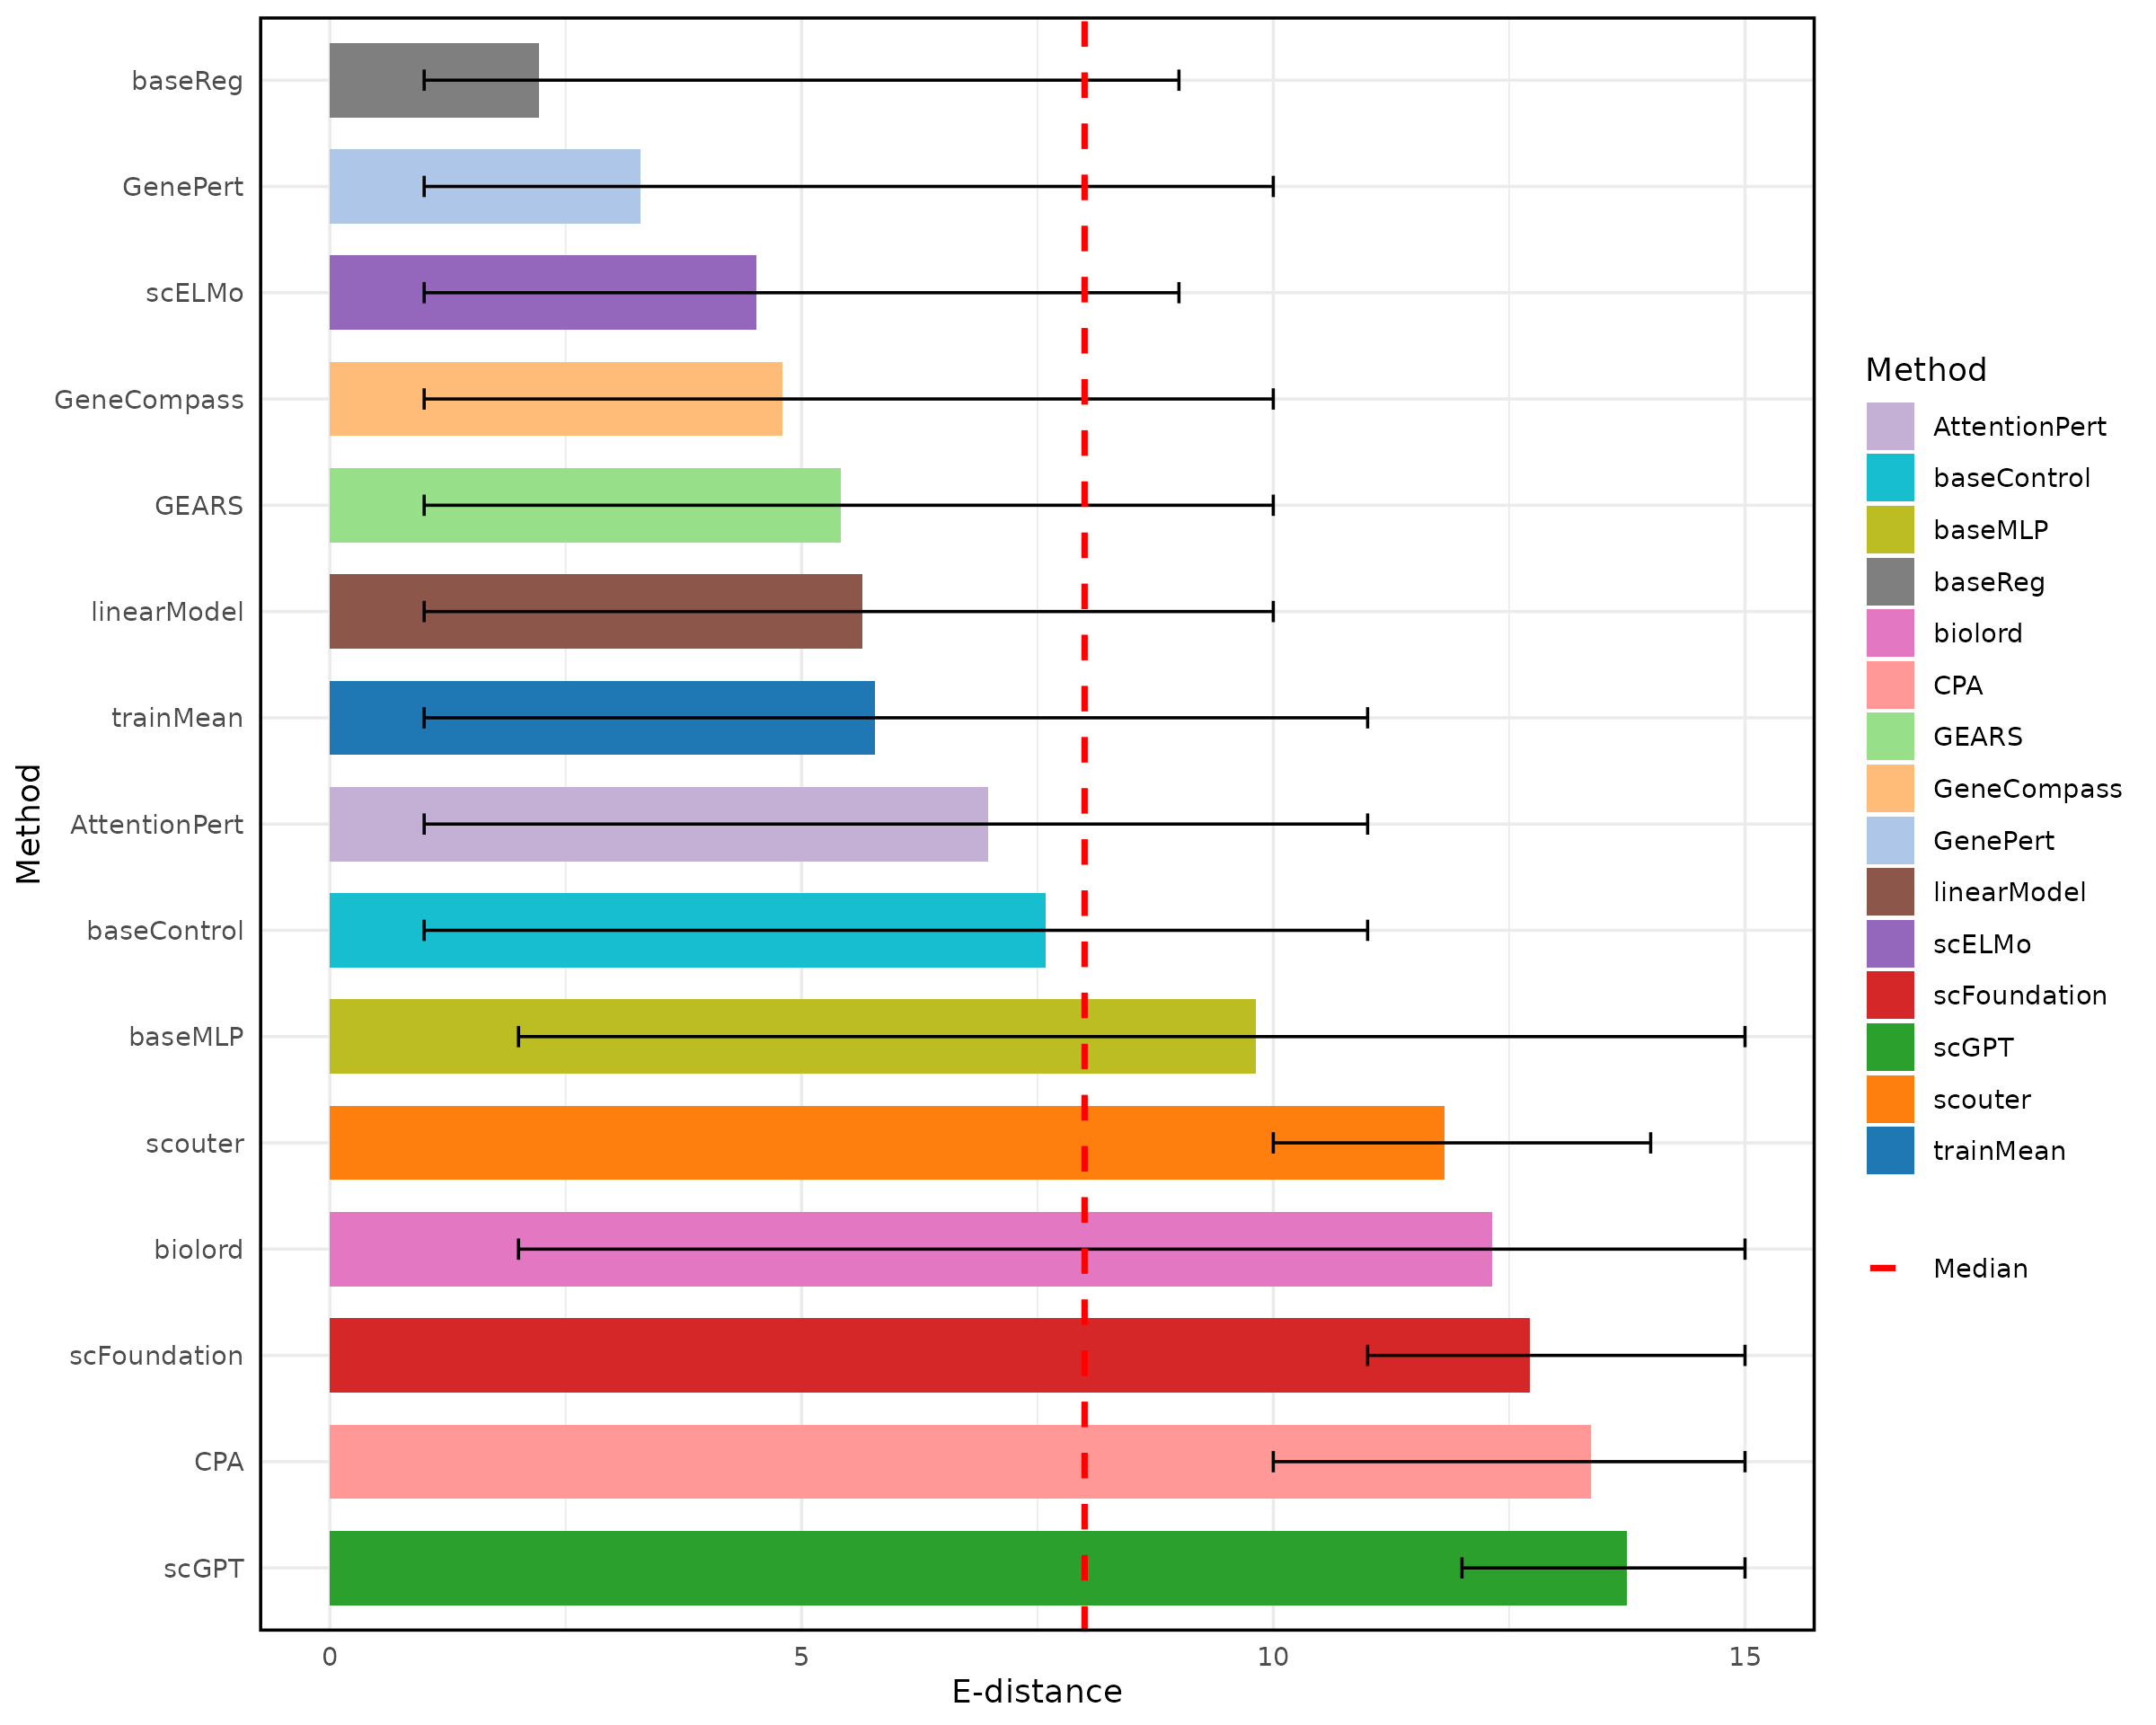 baseReg
GenePert
scELMo
GeneCompass
GEARS
linearModel
trainMean
AttentionPert
baseControl
baseMLP
scouter
biolord
scFoundation
CPA
scGPT
Method
0 5 10 15
E-distance
Method
AttentionPert
baseControl
baseMLP
baseReg
biolord
CPA
GEARS
GeneCompass
GenePert
linearModel
scELMo
scFoundation
scGPT
scouter
trainMean
Median